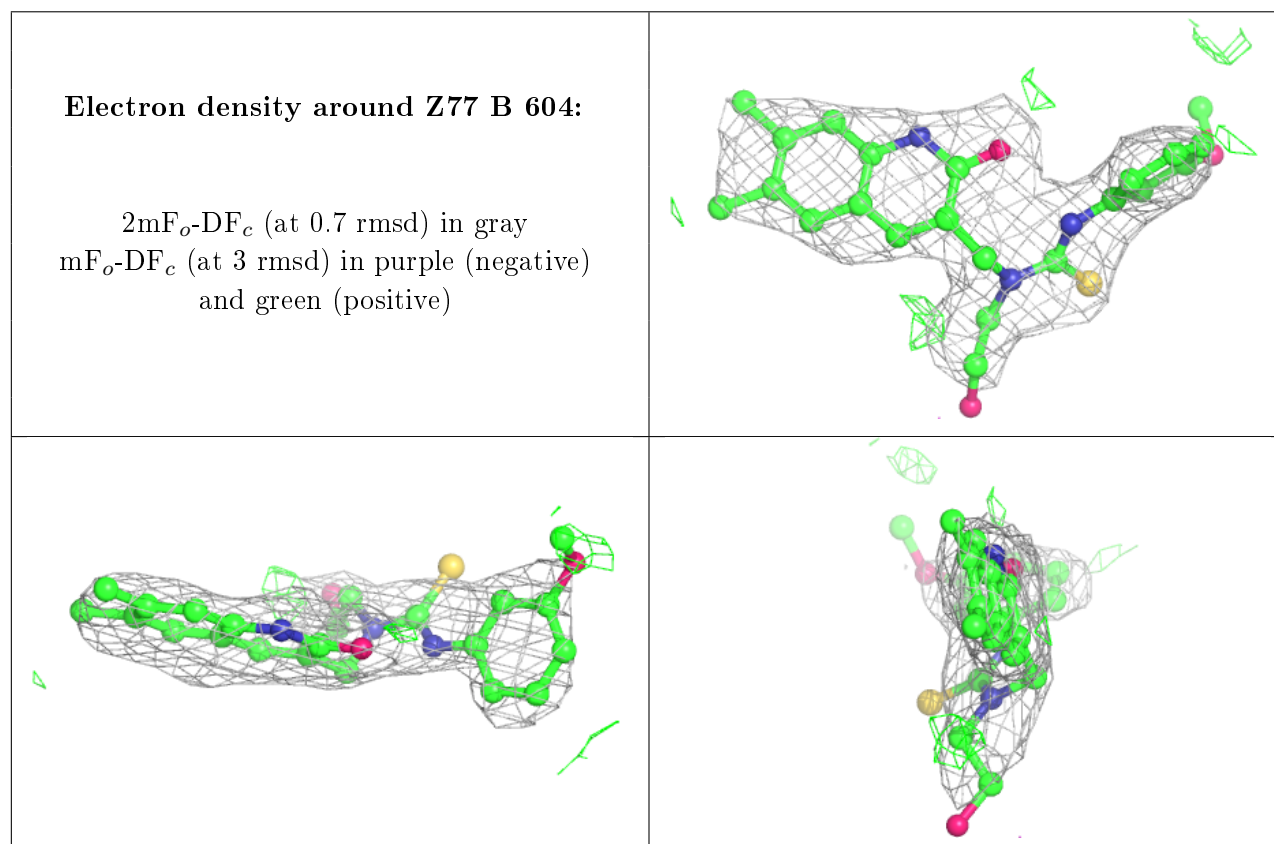 Electron density around Z77 B 604:
2mFo-DFc (at 0.7 rmsd) in gray
mFo-DFc (at 3 rmsd) in purple (negative)
and green (positive)